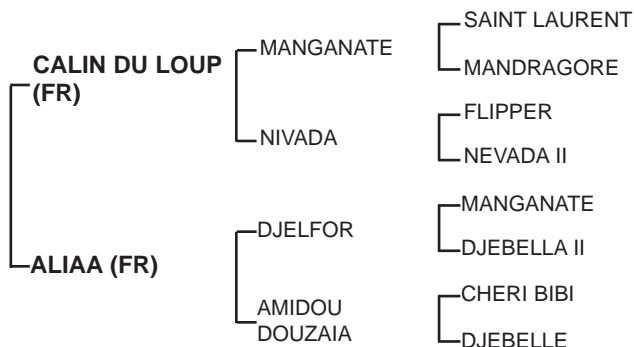 SAINT LAURENT
MANGANATE
CALIN DU LOUP
(FR)
MANDRAGORE
FLIPPER
NIVADA
NEVADA II
MANGANATE
DJELFOR
DJEBELLA II
ALIAA (FR)
CHERI BIBI
AMIDOU
DOUZAIA
DJEBELLE